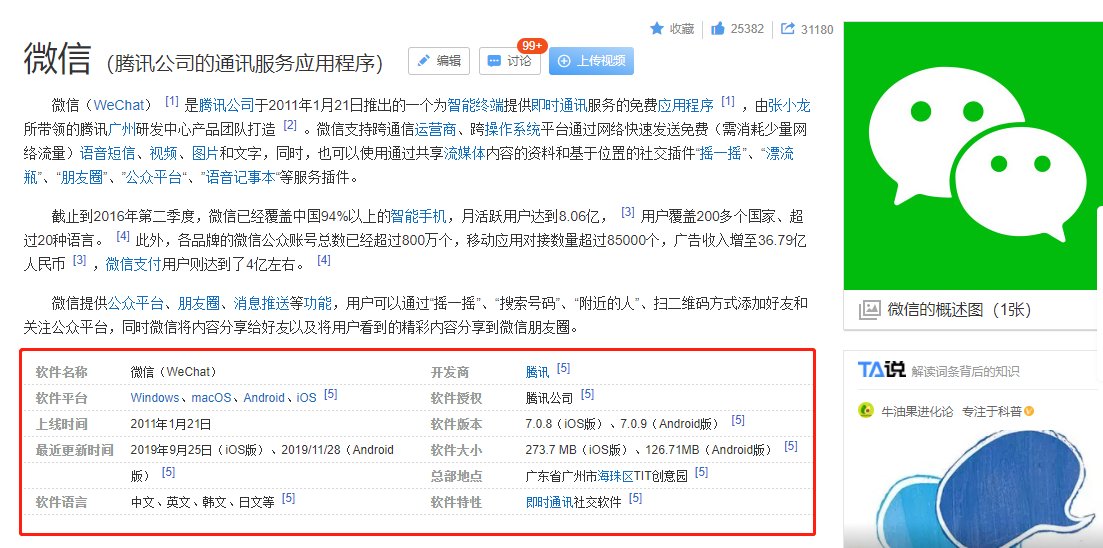 收藏 25382 31180
微信（腾讯公司的通讯服务应用程序） 编辑 讨论 99+ 上传视频
微信（WeChat） [1] 是腾讯公司于2011年1月21日推出的一个为智能终端提供即时通讯服务的免费应用程序 [1] ，由张小龙
所带领的腾讯广州研发中心产品团队打造 [2] 。微信支持跨通信运营商、跨操作系统平台通过网络快速发送免费（需消耗少量网
络流量）语音短信、视频、图片和文字，同时，也可以使用通过共享流媒体内容的资料和基于位置的社交插件“摇一摇”、“漂流
瓶”、“朋友圈”、”公众平台“、”语音记事本“等服务插件。
截止到2016年第二季度，微信已经覆盖中国94%以上的智能手机，月活跃用户达到8.06亿， [3] 用户覆盖200多个国家、超
过20种语言。 [4] 此外，各品牌的微信公众账号总数已经超过800万个，移动应用对接数量超过85000个，广告收入增至36.79亿
人民币 [3] ，微信支付用户则达到了4亿左右。 [4]
微信提供公众平台、朋友圈、消息推送等功能，用户可以通过“摇一摇”、“搜索号码”、“附近的人”、扫二维码方式添加好友和
关注公众平台，同时微信将内容分享给好友以及将用户看到的精彩内容分享到微信朋友圈。
软件名称 微信（WeChat） 开发商 腾讯 [5]
软件平台 Windows、macOS、Android、iOS [5] 软件授权 腾讯公司 [5]
上线时间 2011年1月21日 软件版本 7.0.8（iOS版）、7.0.9（Android版） [5]
最近更新时间 2019年9月25日（iOS版）、2019/11/28（Android 软件大小 273.7 MB（iOS版）、126.71MB（Android版） [5]
版） [5] 总部地点 广东省广州市海珠区TIT创意园 [5]
软件语言 中文、英文、韩文、日文等 [5] 软件特性 即时通讯社交软件 [5]
微信的概述图（1张）
TA说 解读词条背后的知识
牛油果进化论 专注于科普